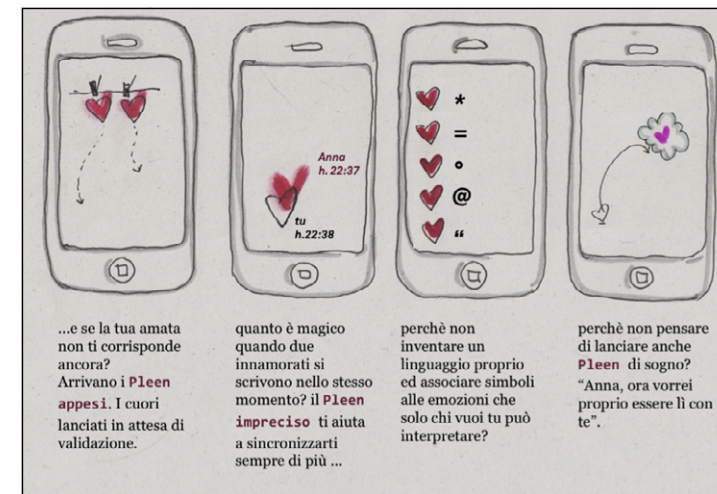 Anna
h. 22:37
tu
h.22:38
*
=
°
@
“
...e se la tua amata
non ti corrisponde
ancora?
Arrivano i Pleen
appesi. I cuori
lanciati in attesa di
validazione.
quanto è magico
quando due
innamorati si
scrivono nello stesso
momento? il Pleen
impreciso ti aiuta
a sincronizzarti
sempre di più ...
perchè non
inventare un
linguaggio proprio
ed associare simboli
alle emozioni che
solo chi vuoi tu può
interpretare?
perchè non pensare
di lanciare anche
Pleen di sogno?
“Anna, ora vorrei
proprio essere lì con
te”.